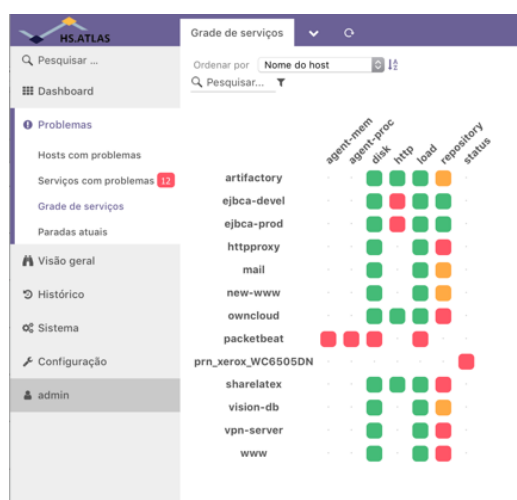 HS.ATLAS
Pesquisar ...
Dashboard
Problemas
Hosts com problemas
Serviços com problemas 12
Grade de serviços
Paradas atuais
Visão geral
Histórico
Sistema
Configuração
admin
Grade de serviços
Ordenar por Nome do host
Pesquisar...
agent-mem
agent-proc
disk
http
load
repository
status
artifactory
ejbca-devel
ejbca-prod
httpproxy
mail
new-www
owncloud
packetbeat
prn_xerox_WC6505DN
sharelatex
vision-db
vpn-server
www